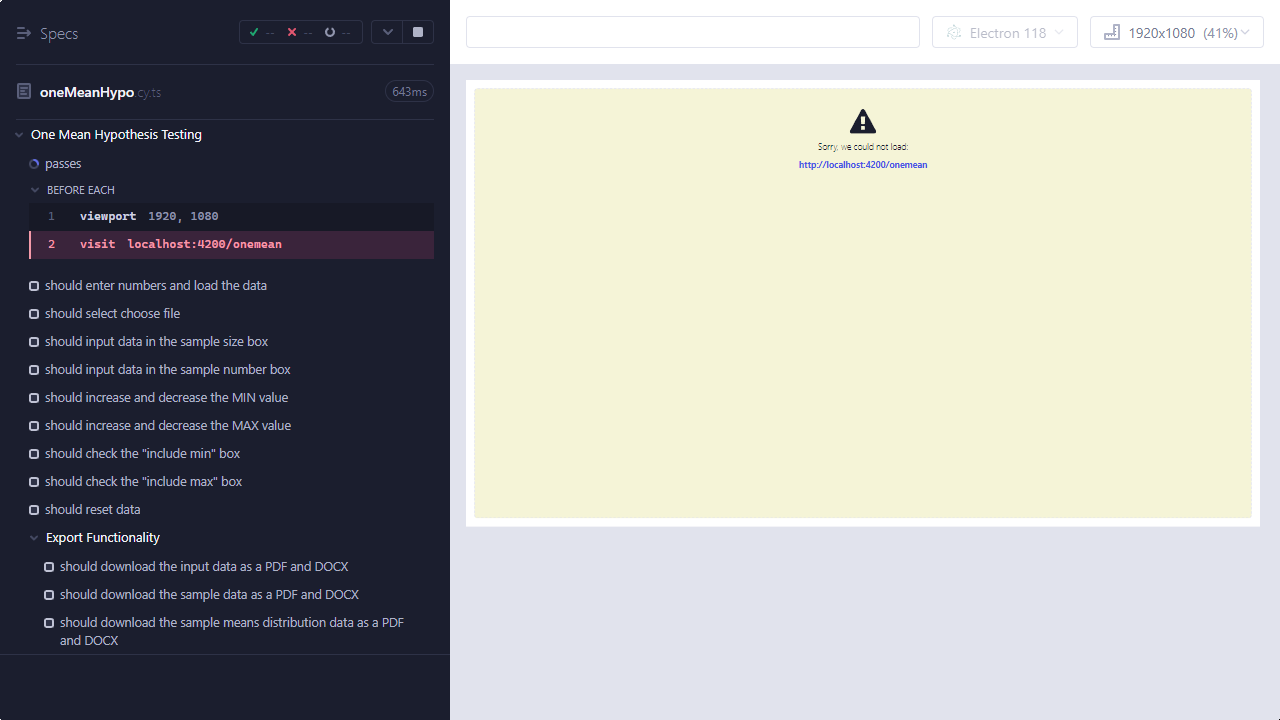 Specs
-- -- --
oneMeanHypo.cy.ts 643ms
One Mean Hypothesis Testing
passes
BEFORE EACH
1 viewport 1920, 1080
2 visit localhost:4200/onemean
should enter numbers and load the data
should select choose file
should input data in the sample size box
should input data in the sample number box
should increase and decrease the MIN value
should increase and decrease the MAX value
should check the "include min" box
should check the "include max" box
should reset data
Export Functionality
should download the input data as a PDF and DOCX
should download the sample data as a PDF and DOCX
should download the sample means distribution data as a PDF
and DOCX
Electron 118
1920x1080 (41%)
Sorry, we could not load:
http://localhost:4200/onemean